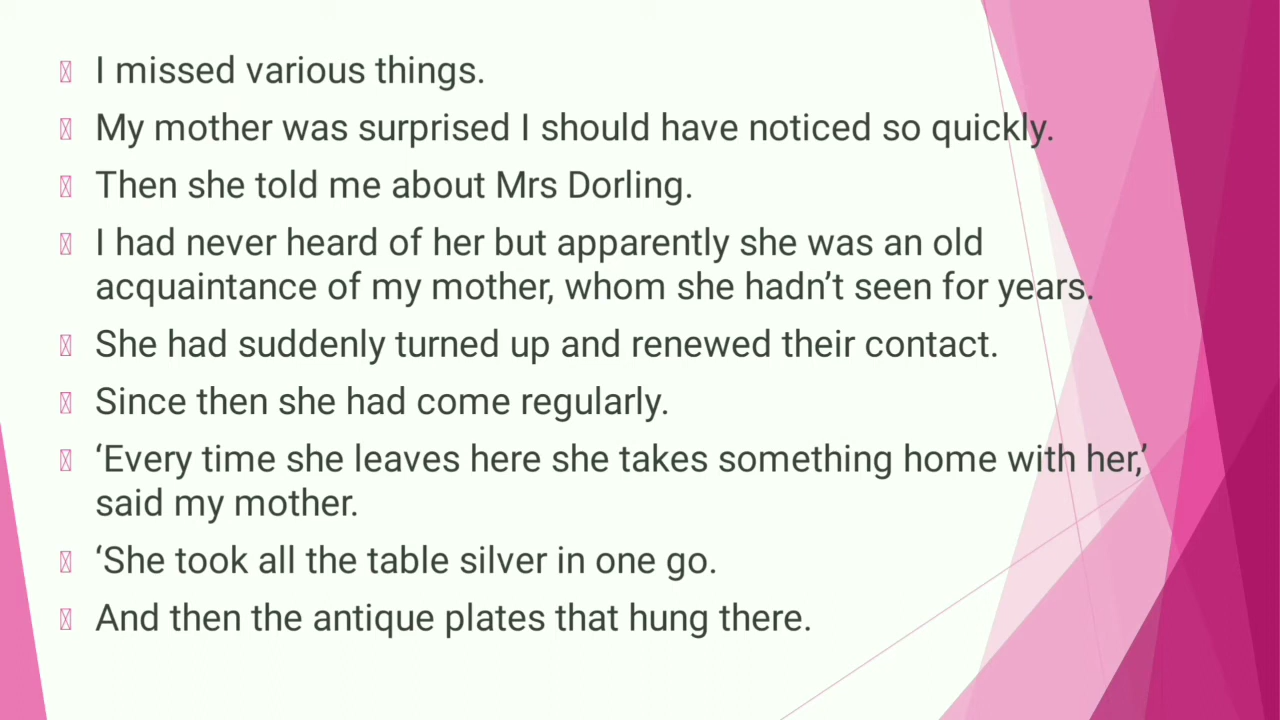 I missed various things.
My mother was surprised I should have noticed so quickly.
Then she told me about Mrs Dorling.
I had never heard of her but apparently she was an old
acquaintance of my mother, whom she hadn’t seen for years.
She had suddenly turned up and renewed their contact.
Since then she had come regularly.
‘Every time she leaves here she takes something home with her,’
said my mother.
‘She took all the table silver in one go.
And then the antique plates that hung there.